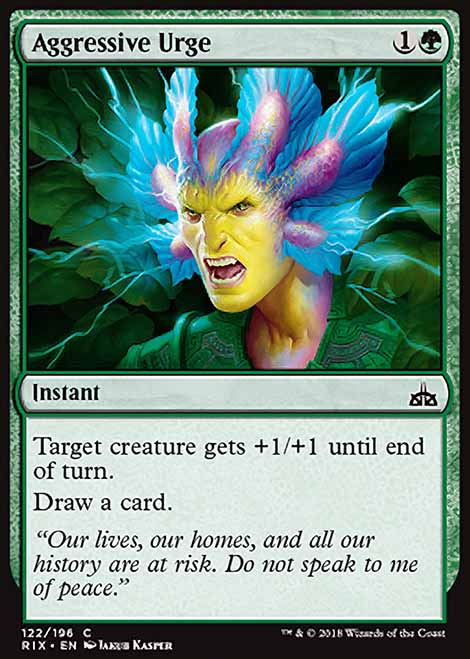 Aggressive Urge 1
Instant
Target creature gets +1/+1 until end
of turn.
Draw a card.
“Our lives, our homes, and all our
history are at risk. Do not speak to me
of peace.”
122/196 C
RIX • EN Jakub Kasper
™ & © 2018 Wizards of the Coast